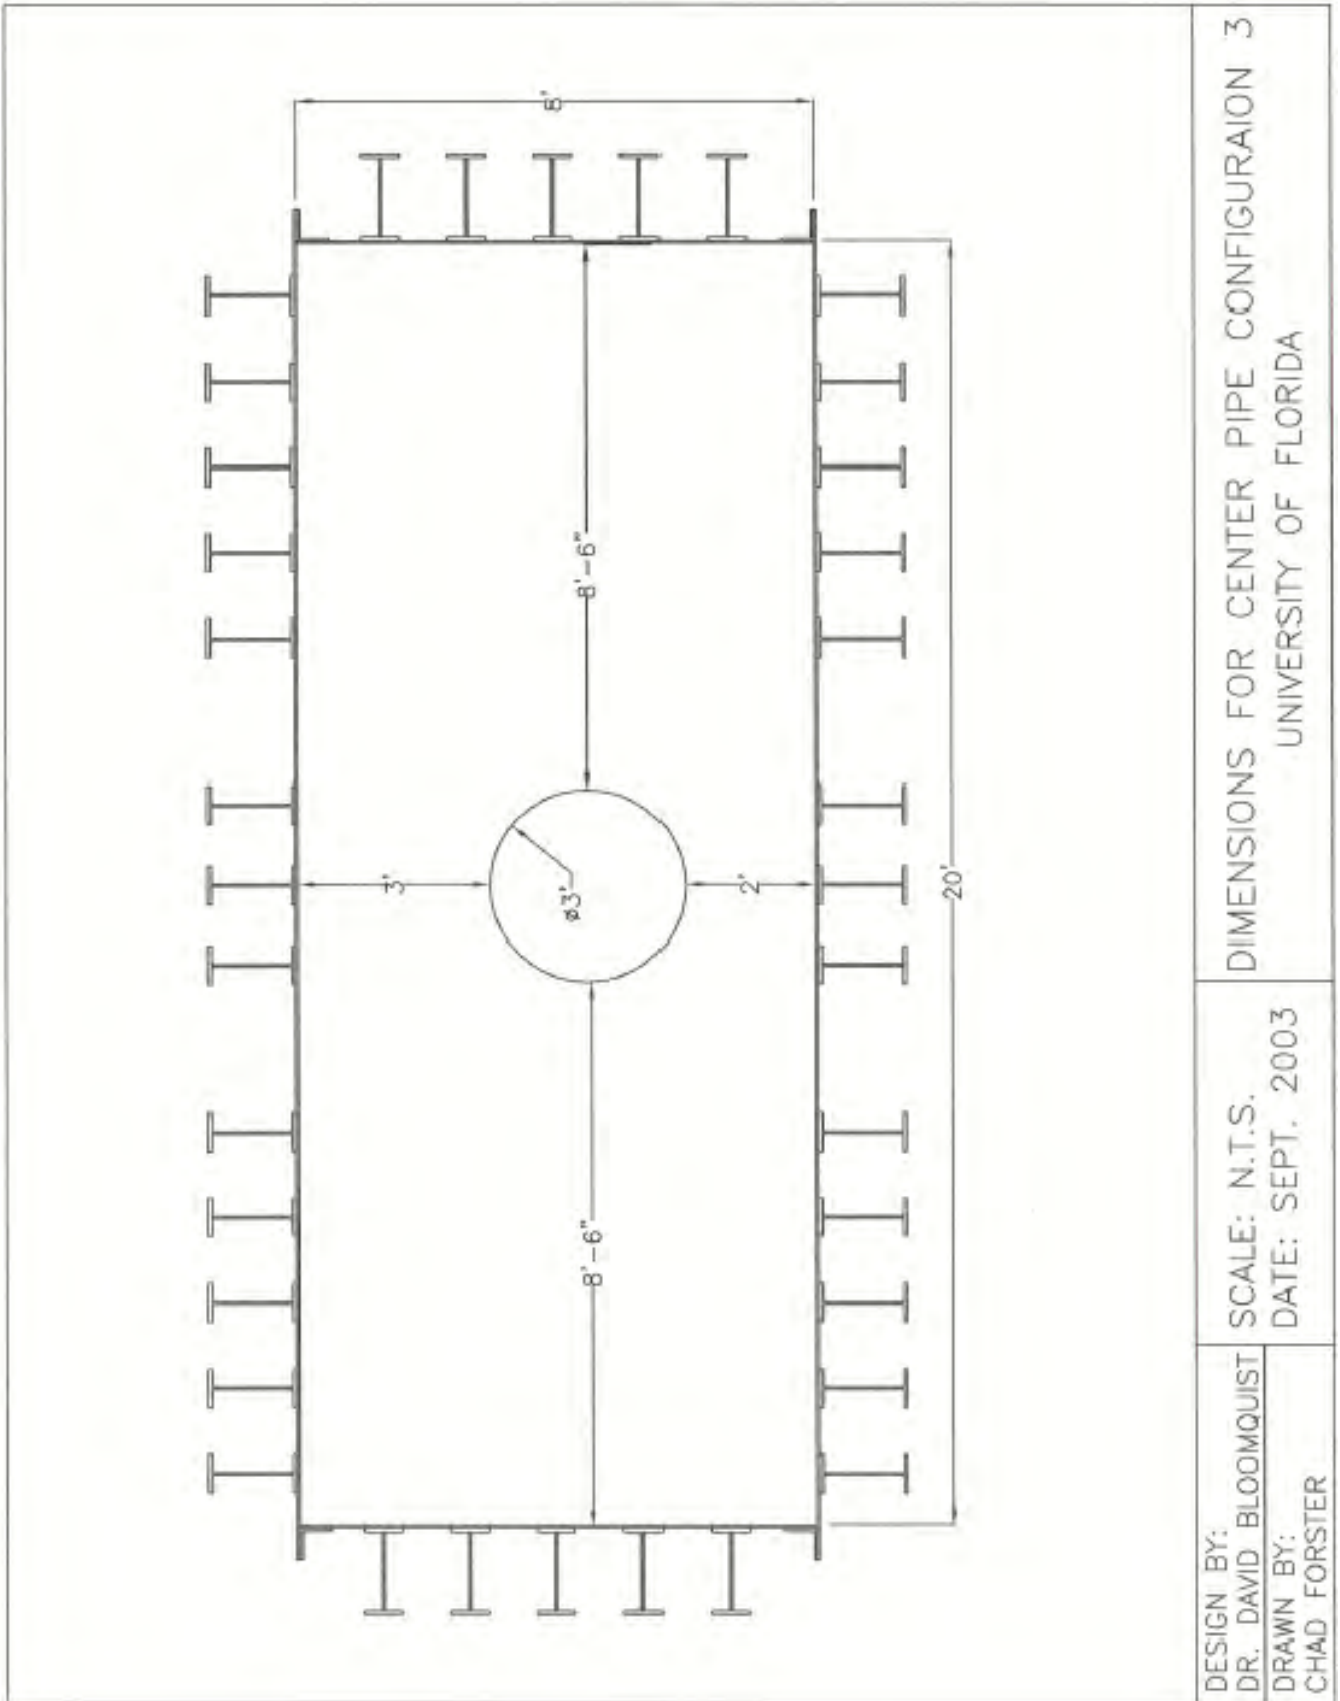 8'
8'-6"
3'
ø3'
2'
20'
8'-6"
DESIGN BY:
DR. DAVID BLOOMQUIST
DRAWN BY:
CHAD FORSTER
SCALE: N.T.S.
DATE: SEPT. 2003
DIMENSIONS FOR CENTER PIPE CONFIGURAION 3
UNIVERSITY OF FLORIDA